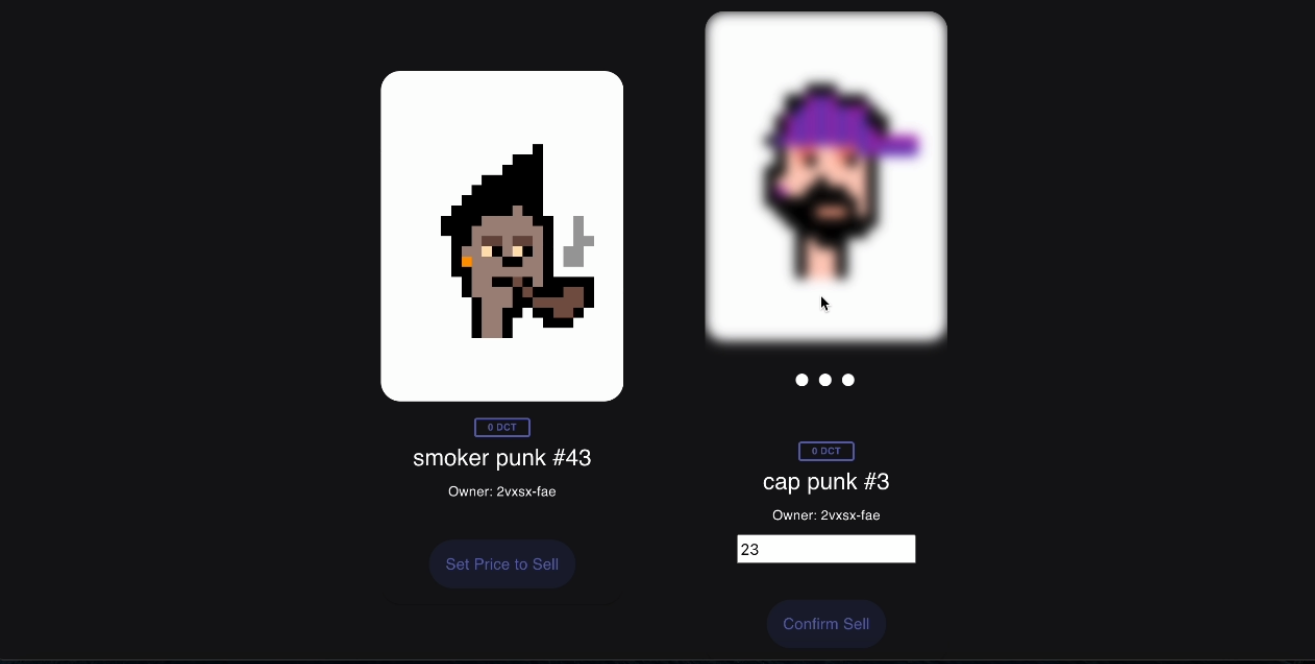 0 DCT
smoker punk #43
Owner: 2vxsx-fae
Set Price to Sell
0 DCT
cap punk #3
Owner: 2vxsx-fae
23
Confirm Sell